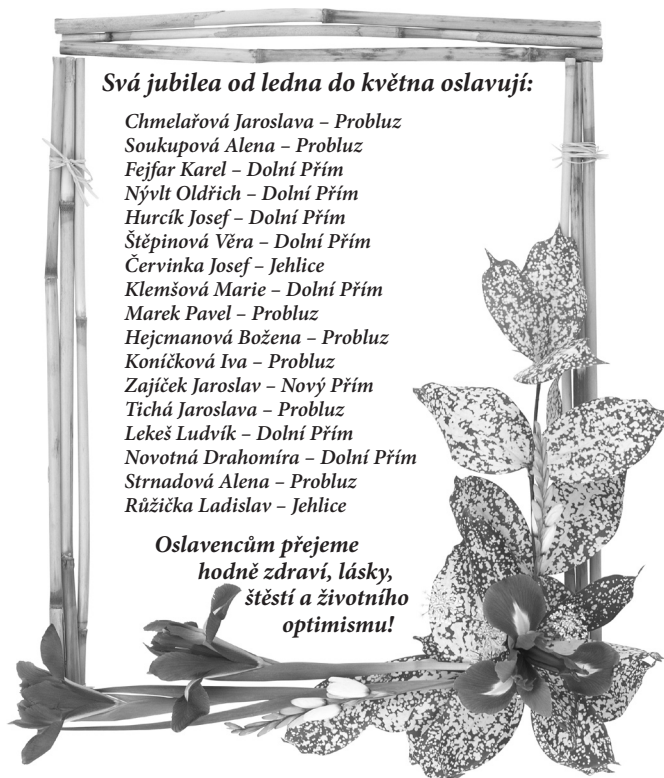 Svá jubilea od ledna do května oslavují:
Chmelařová Jaroslava – Probluz
Soukupová Alena – Probluz
Fejfar Karel – Dolní Přím
Nývlt Oldřich – Dolní Přím
Hurcík Josef – Dolní Přím
Štěpinová Věra – Dolní Přím
Červinka Josef – Jehlice
Klemšová Marie – Dolní Přím
Marek Pavel – Probluz
Hejcmanová Božena – Probluz
Koníčková Iva – Probluz
Zajíček Jaroslav – Nový Přím
Tichá Jaroslava – Probluz
Lekeš Ludvík – Dolní Přím
Novotná Drahomíra – Dolní Přím
Strnadová Alena – Probluz
Růžička Ladislav – Jehlice
Oslavencům přejeme
hodně zdraví, lásky,
štěstí a životního
optimismu!